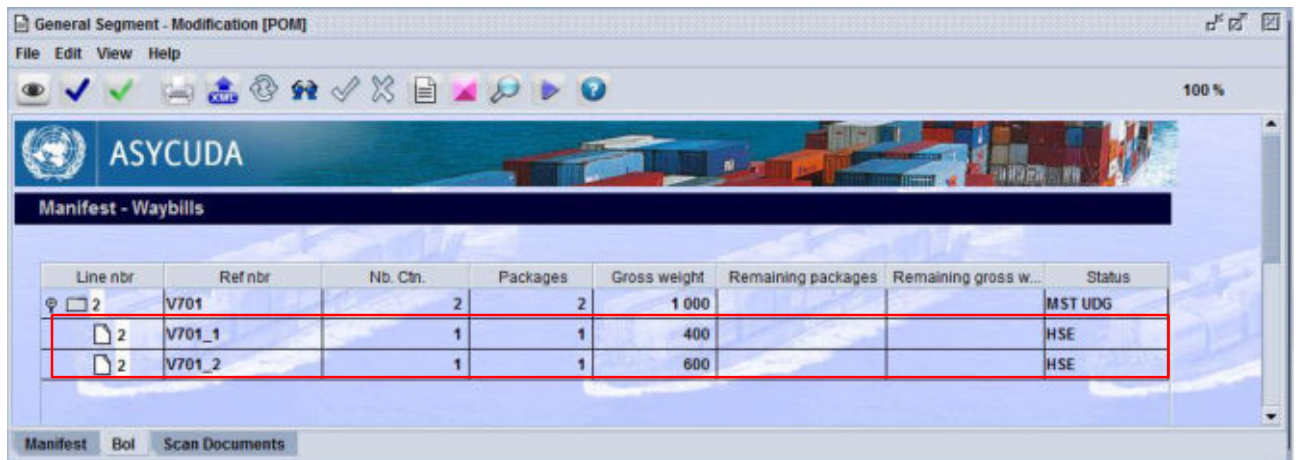 General Segment - Modification [POM]
File Edit View Help
XML 100 %
ASYCUDA
Manifest - Waybills
Line nbr Ref nbr Nb. Ctn. Packages Gross weight Remaining packages Remaining gross w... Status
2 V701 2 2 1 000 MST UDG
2 V701_1 1 1 400 HSE
2 V701_2 1 1 600 HSE
Manifest Bol Scan Documents